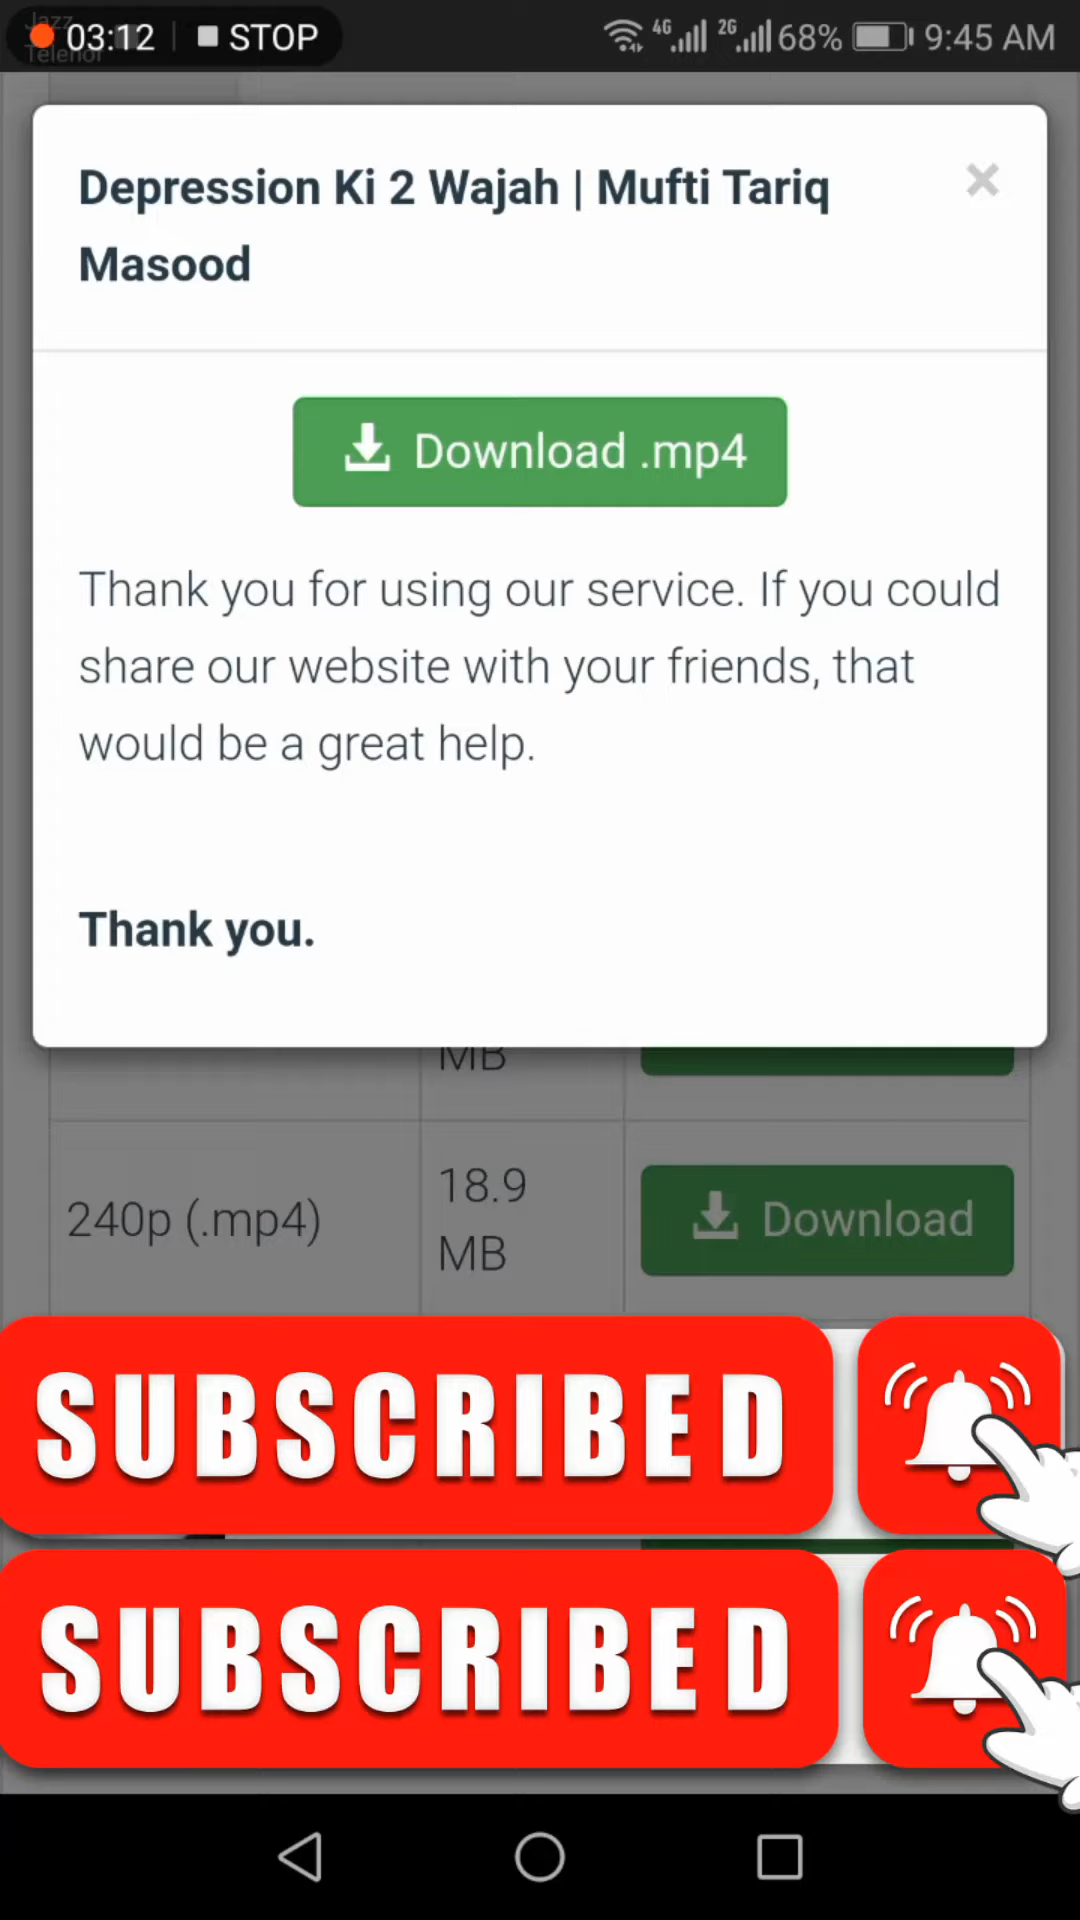 Jazz
03:12 STOP 4G 2G 68% 9:45 AM
Telenor
Depression Ki 2 Wajah | Mufti Tariq
Masood
×
Download .mp4
Thank you for using our service. If you could
share our website with your friends, that
would be a great help.
Thank you.
MB
240p (.mp4) 18.9 MB Download
SUBSCRIBED
SUBSCRIBED